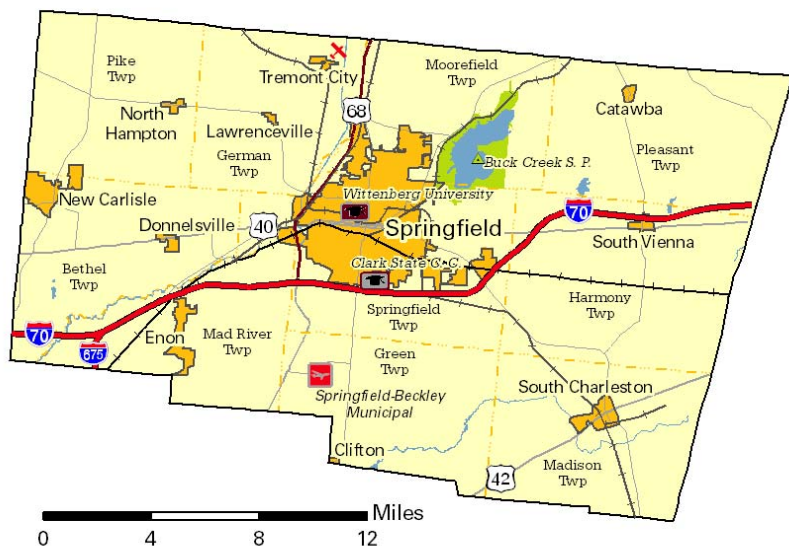 Pike
Twp
Tremont City
Moorefield
Twp
North
Hampton
68
Catawba
Lawrenceville
German
Twp
Pleasant
Twp
Buck Creek S. P.
New Carlisle
Wittenberg University
Donnelsville
40
Springfield
70
South Vienna
Bethel
Twp
Clark State C. C.
Harmony
Twp
70
675
Enon
Mad River
Twp
Springfield
Twp
Green
Twp
Springfield-Beckley
Municipal
South Charleston
Clifton
42
Madison
Twp
Miles
0 4 8 12